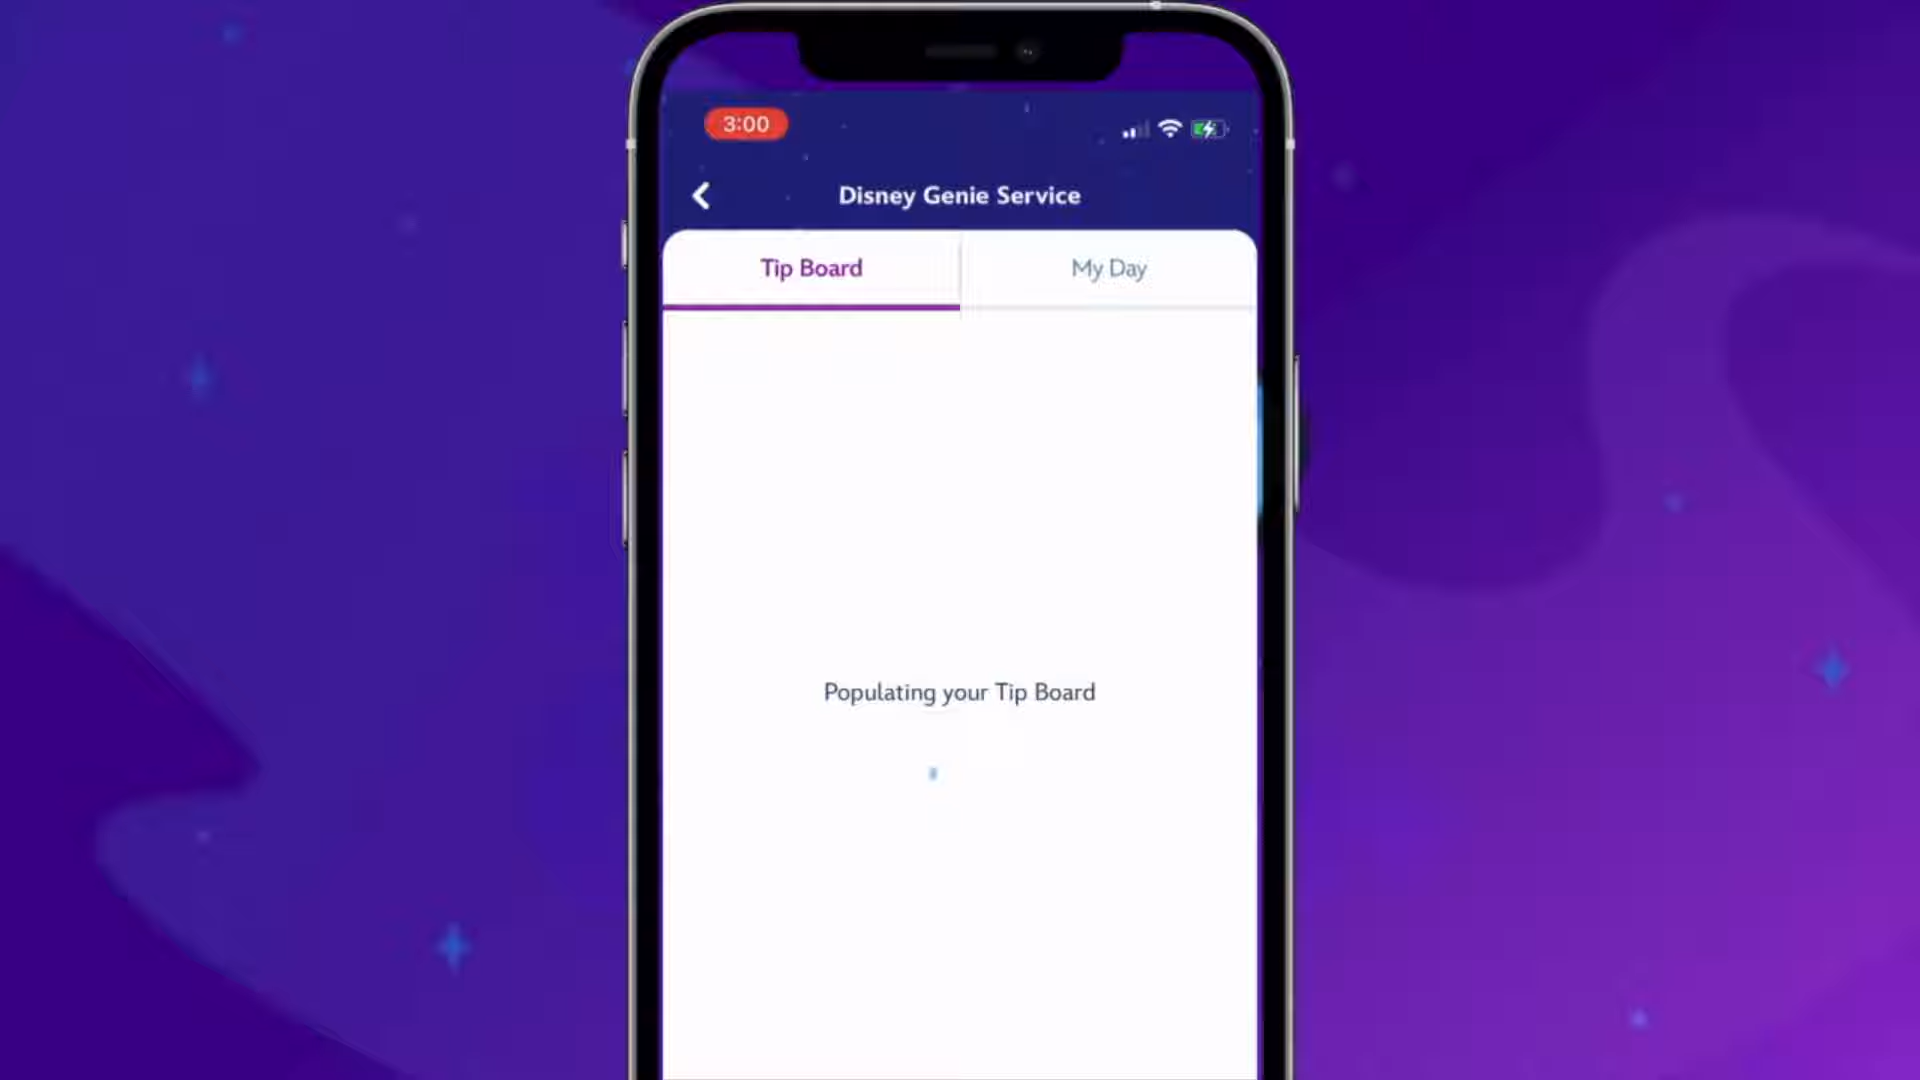 3:00
Disney Genie Service
Tip Board
My Day
Populating your Tip Board